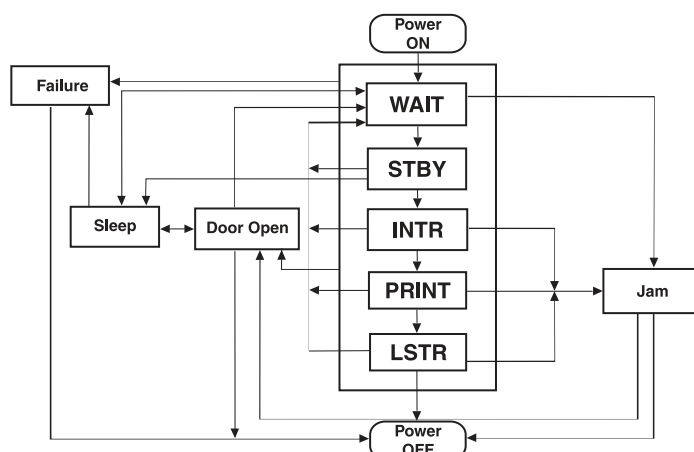 Power
ON
Failure
WAIT
STBY
Sleep
Door Open
INTR
PRINT
Jam
LSTR
Power
OFF